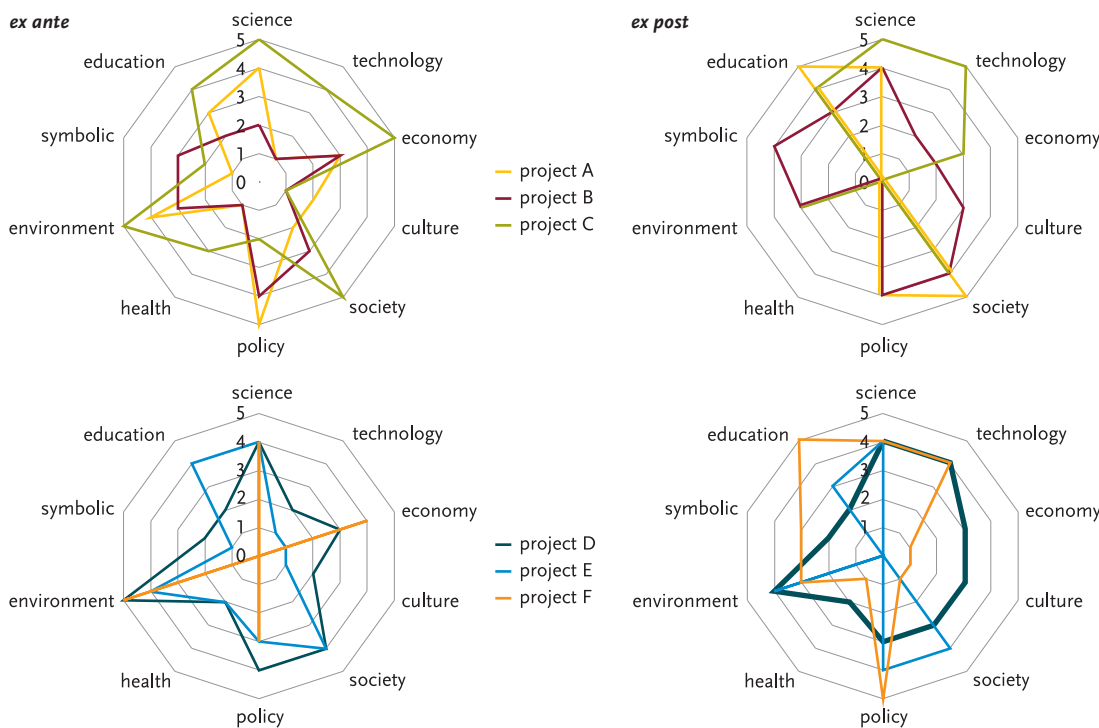 ex ante
science
5
education
technology
4
3
symbolic
economy
2
1
project A
0
project B
project C
environment
culture
health
society
policy
ex post
science
5
education
technology
4
3
symbolic
economy
2
1
0
environment
culture
health
society
policy
science
5
education
technology
4
3
symbolic
economy
2
1
project D
0
project E
project F
environment
culture
health
society
policy
science
5
education
technology
4
3
symbolic
economy
2
1
0
environment
culture
health
society
policy